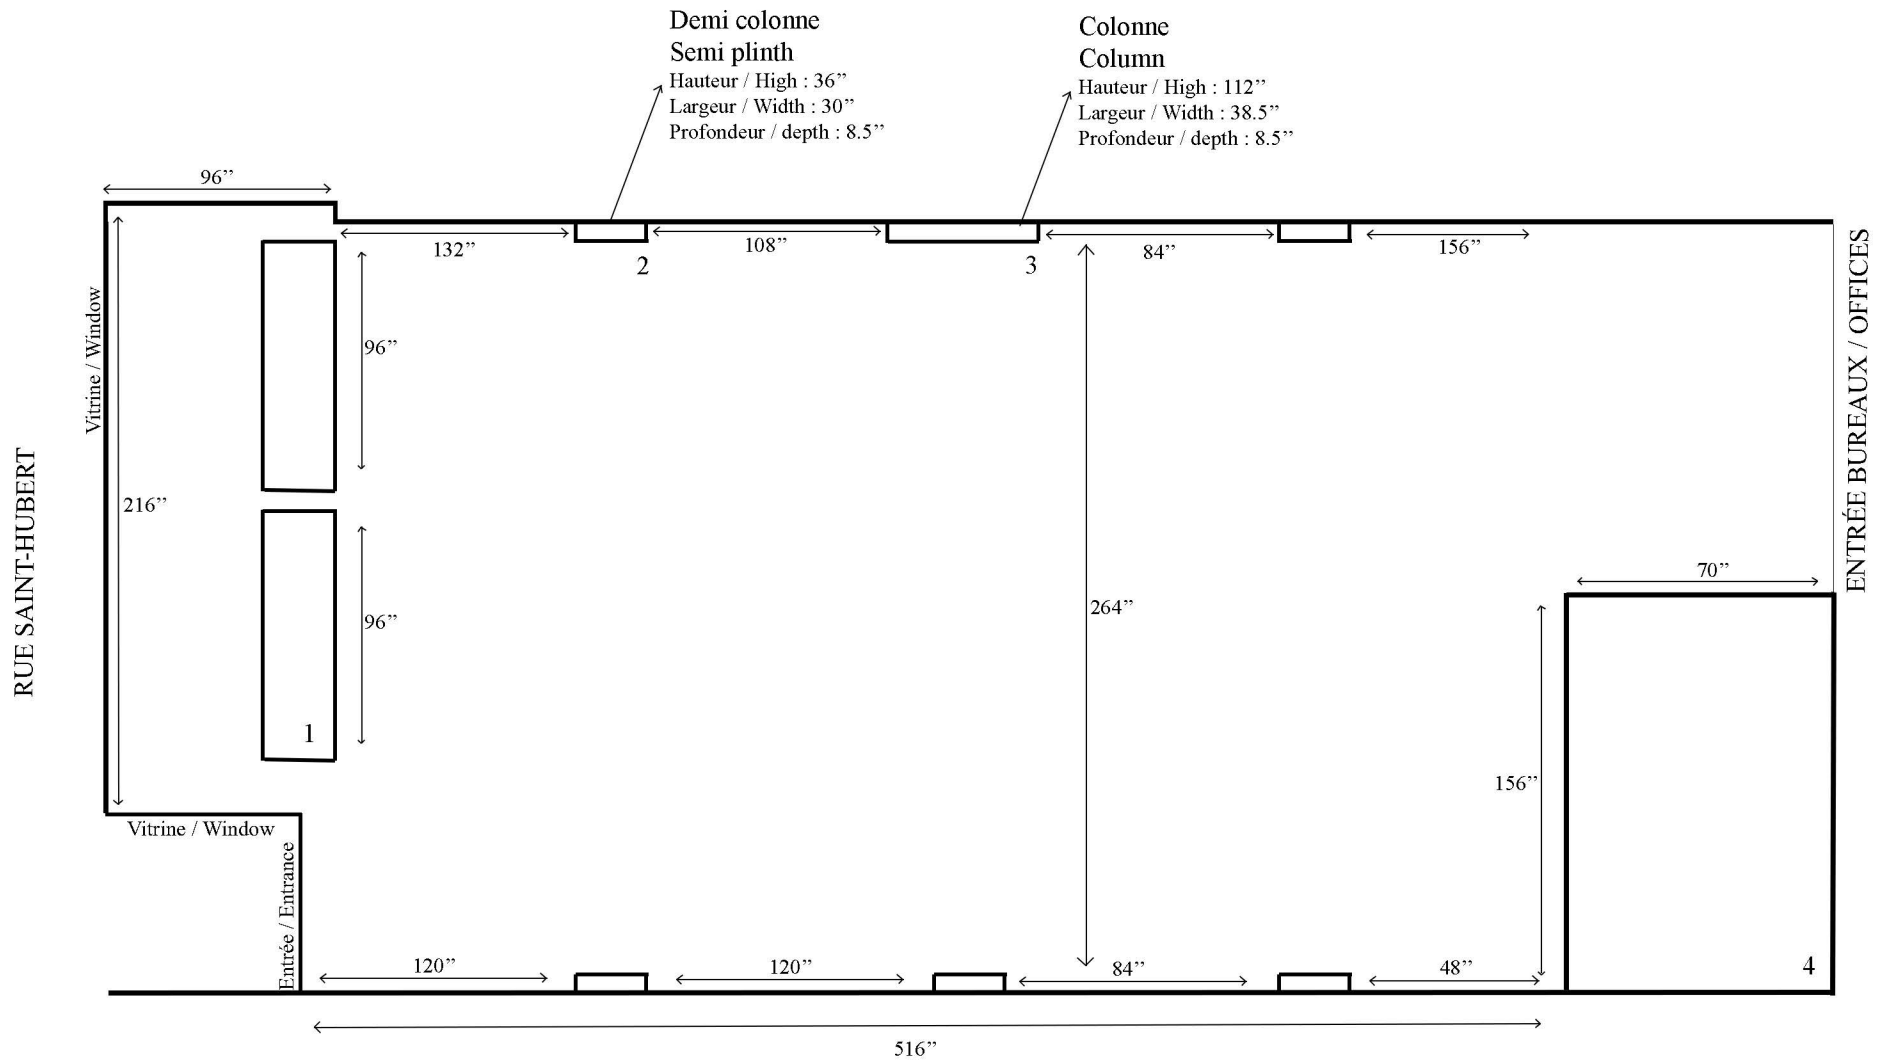 Demi colonne
Semi plinth
Hauteur / High : 36”
Largeur / Width : 30”
Profondeur / depth : 8.5”
Colonne
Column
Hauteur / High : 112”
Largeur / Width : 38.5”
Profondeur / depth : 8.5”
96”
132”
108”
84”
156”
2
3
96”
Vitrine / Window
216”
RUE SAINT-HUBERT
96”
264”
1
Vitrine / Window
Entrée / Entrance
ENTRÉE BUREAUX / OFFICES
70”
156”
4
120”
120”
84”
48”
516”